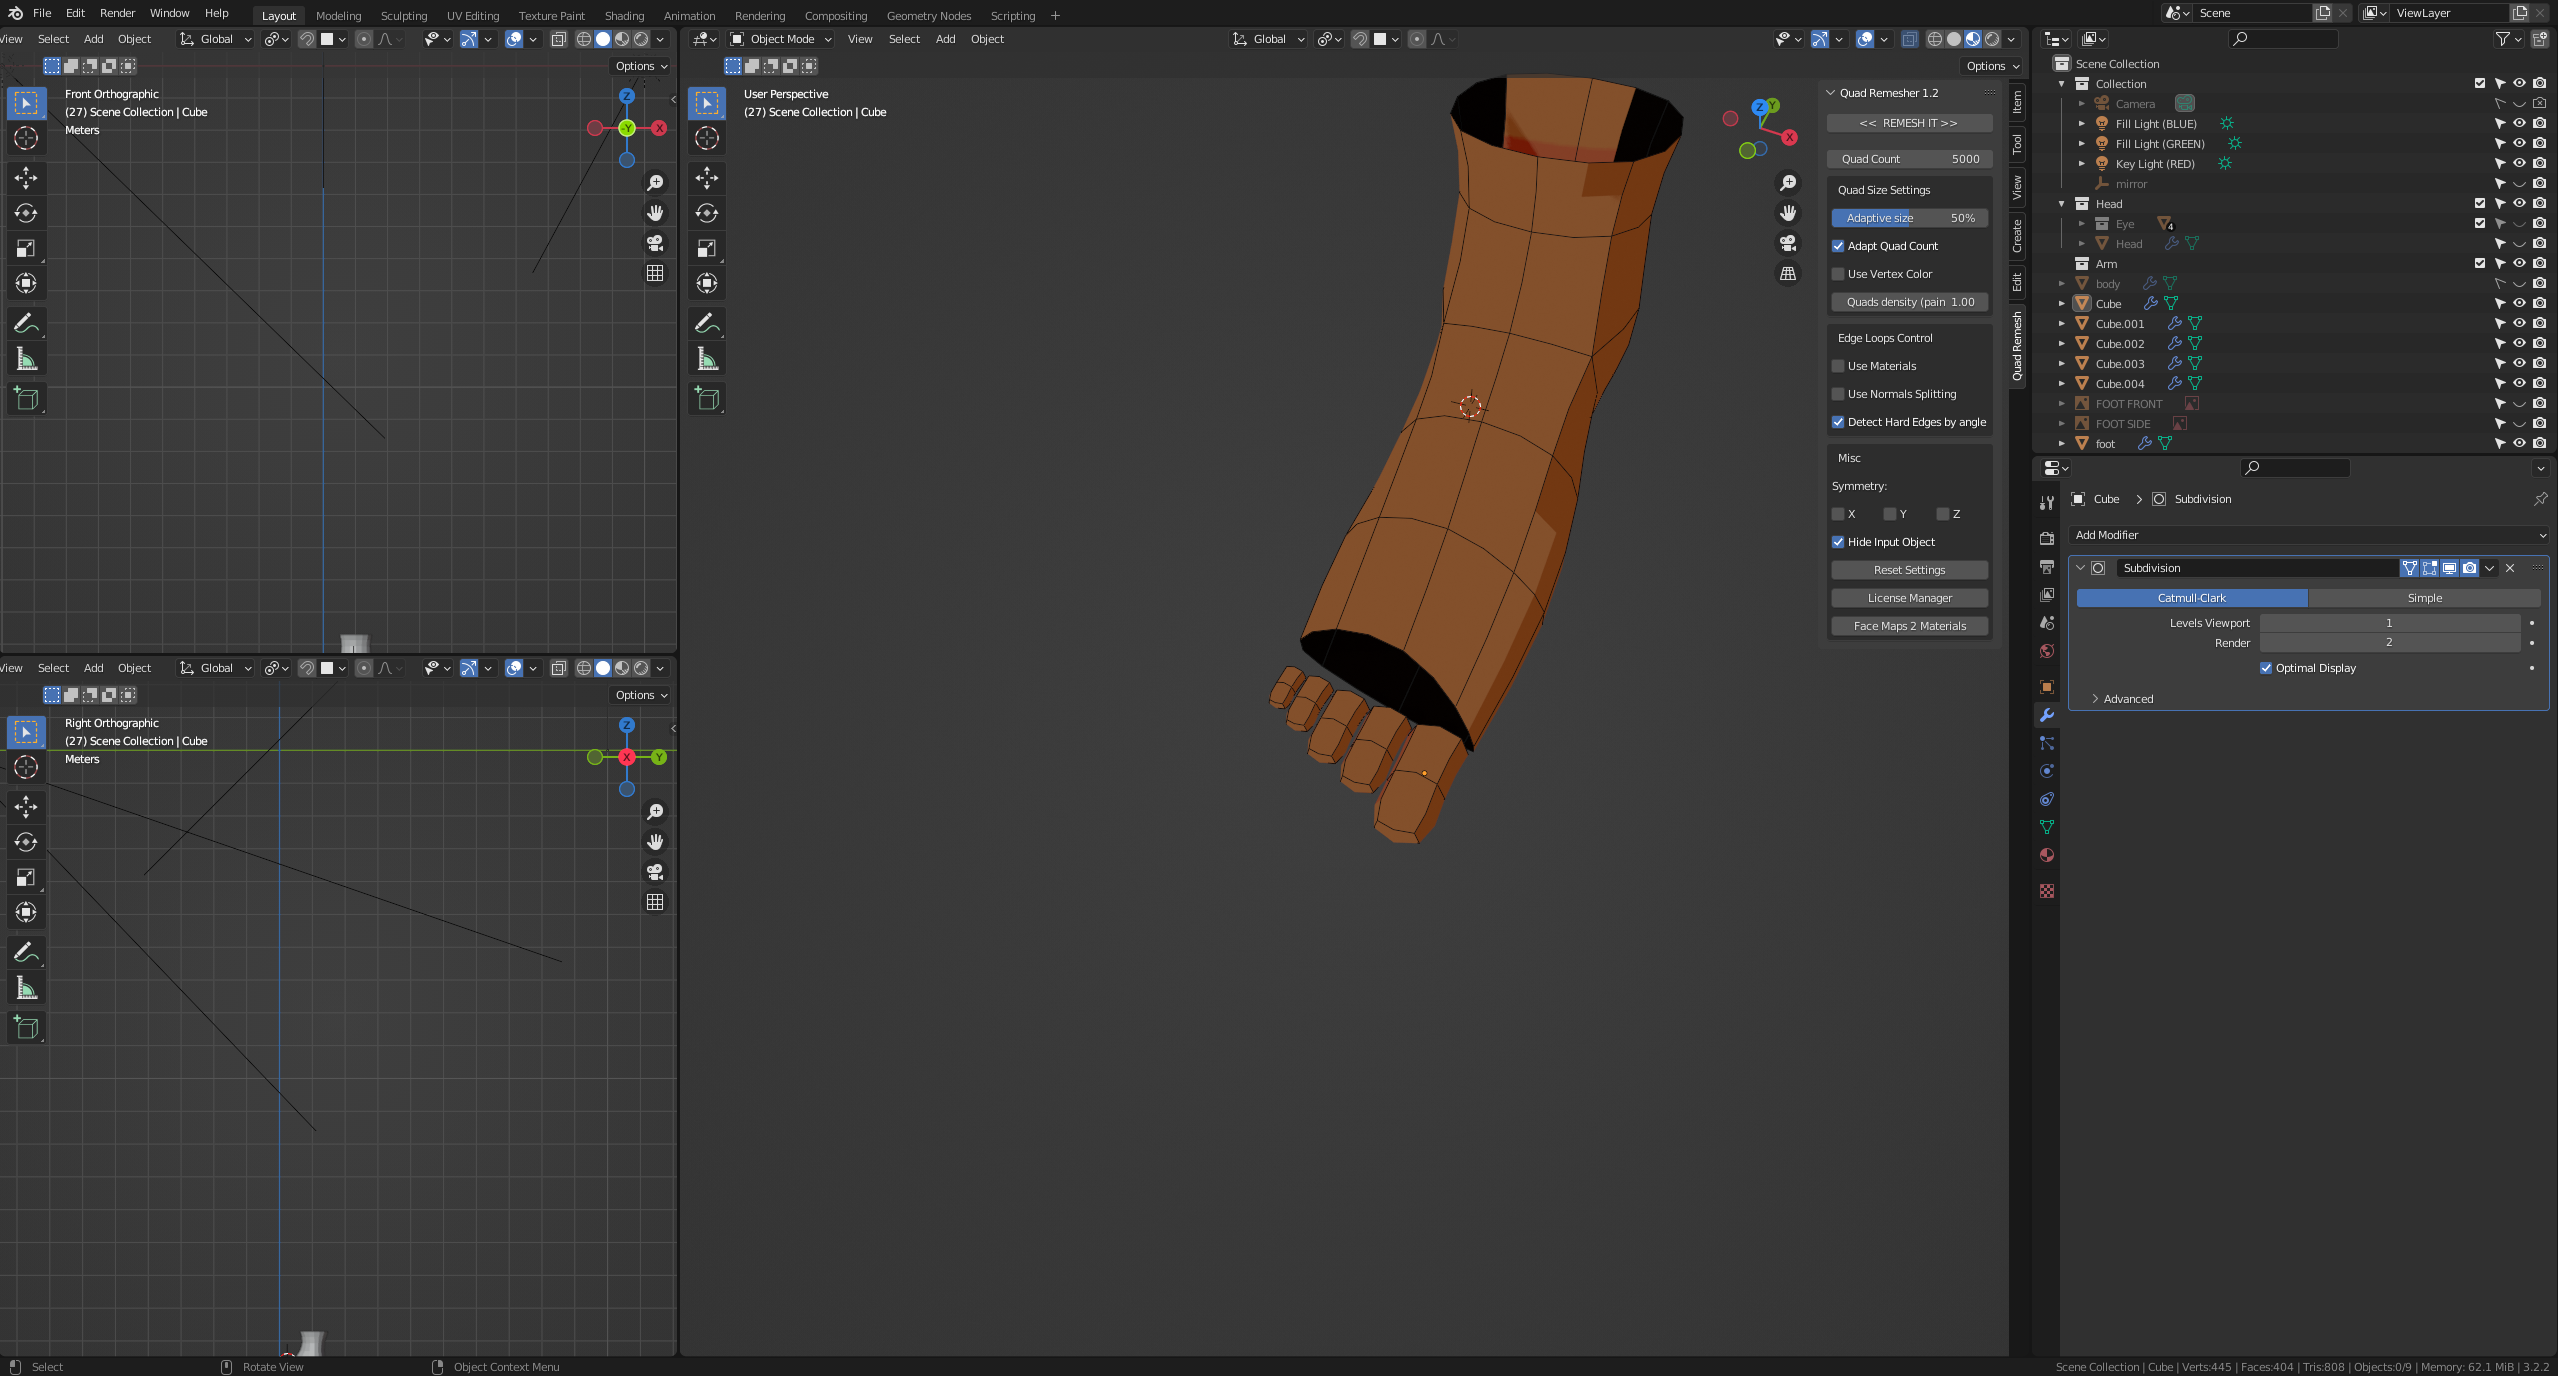 File Edit Render Window Help Layout Modeling Sculpting UV Editing Texture Paint Shading Animation Rendering Compositing Geometry Nodes Scripting + Scene ViewLayer
View Select Add Object Global
Options
Front Orthographic
(27) Scene Collection | Cube
Meters
Z
Y
X
View Select Add Object Global
Options
Right Orthographic
(27) Scene Collection | Cube
Meters
Z
X
Y
Object Mode View Select Add Object Global
Options
User Perspective
(27) Scene Collection | Cube
Z
Y
X
Quad Remesher 1.2
<< REMESH IT >>
Quad Count 5000
Quad Size Settings
Adaptive size 50%
Adapt Quad Count
Use Vertex Color
Quads density (pain 1.00
Edge Loops Control
Use Materials
Use Normals Splitting
Detect Hard Edges by angle
Misc
Symmetry:
X Y Z
Hide Input Object
Reset Settings
License Manager
Face Maps 2 Materials
Item
Tool
View
Create
Edit
Quad Remesh
Scene Collection
Collection
Camera
Fill Light (BLUE)
Fill Light (GREEN)
Key Light (RED)
mirror
Head
Eye 4
Head
Arm
body
Cube
Cube.001
Cube.002
Cube.003
Cube.004
FOOT FRONT
FOOT SIDE
foot
Cube > Subdivision
Add Modifier
Subdivision
Catmull-Clark Simple
Levels Viewport 1
Render 2
Optimal Display
Advanced
Select Rotate View Object Context Menu Scene Collection | Cube | Verts:445 | Faces:404 | Tris:808 | Objects:0/9 | Memory: 62.1 MiB | 3.2.2